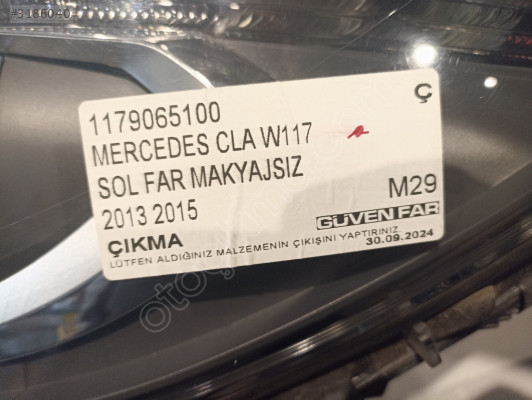 #3186040
1179065100
Ç
MERCEDES CLA W117
SOL FAR MAKYAJSIZ
2013 2015
M29
GÜVEN FAR
ÇIKMA
LÜTFEN ALDIĞINIZ MALZEMENİN ÇIKIŞINI YAPTIRINIZ
30.09.2024